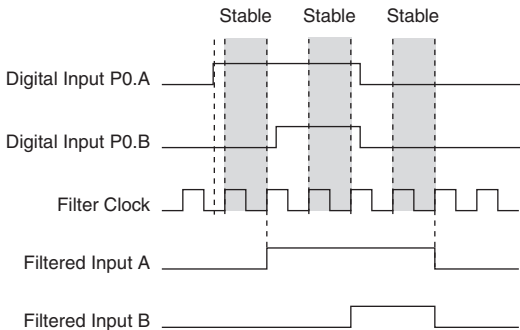 Stable Stable Stable
Digital Input P0.A
Digital Input P0.B
Filter Clock
Filtered Input A
Filtered Input B